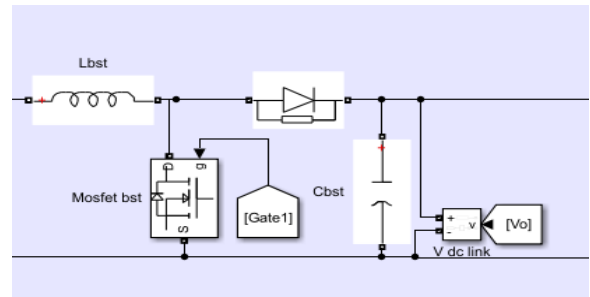 Lbst
g
D
Mosfet bst
S
[Gate1]
Cbst
+
-
v
[Vo]
V dc link